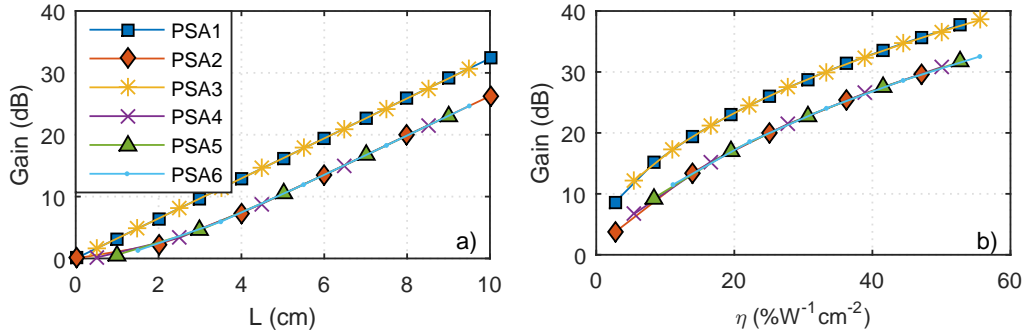 40
30
20
10
0
Gain (dB)
PSA1
PSA2
PSA3
PSA4
PSA5
PSA6
a)
0 2 4 6 8 10
L (cm)
40
30
20
10
0
Gain (dB)
b)
0 20 40 60
η (%W⁻¹cm⁻²)